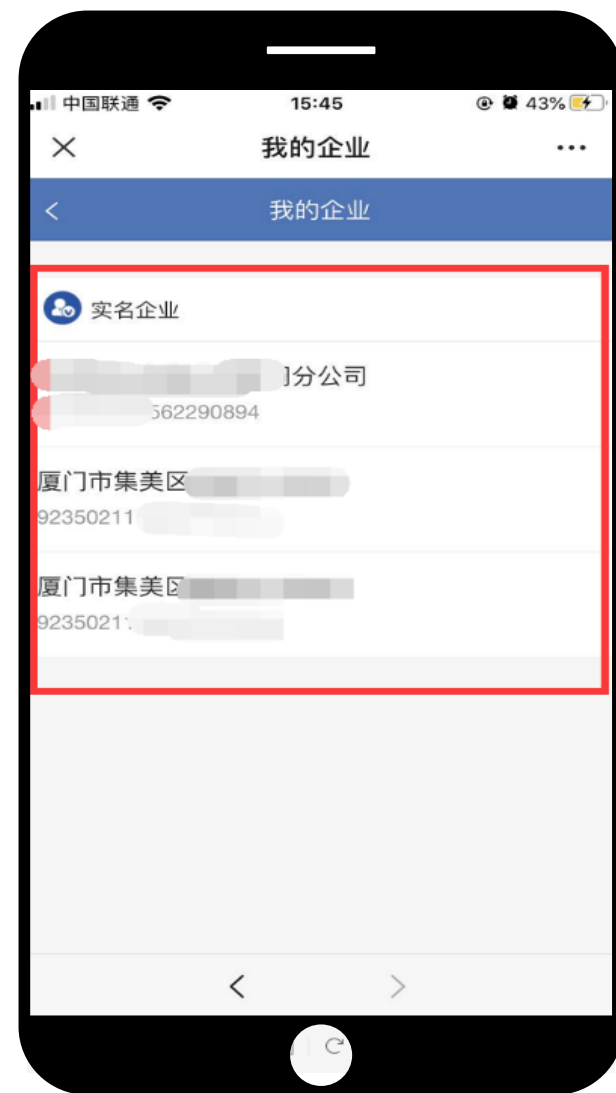 中国联通
15:45
43%
我的企业
我的企业
实名企业
分公司
562290894
厦门市集美区
92350211
厦门市集美区
9235021